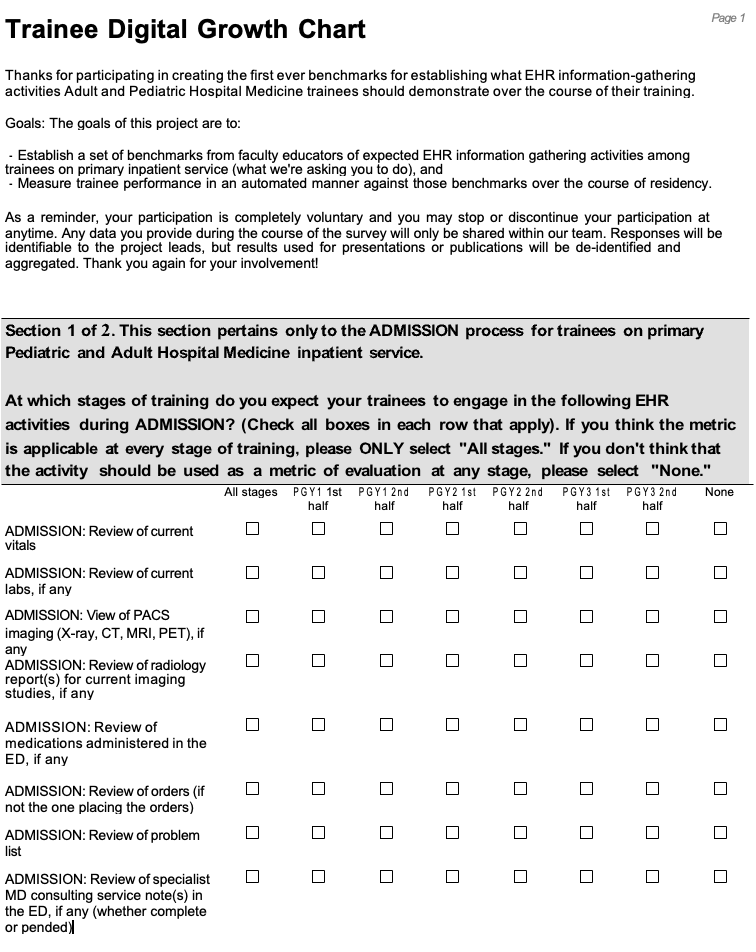 Page 1
Trainee Digital Growth Chart
Thanks for participating in creating the first ever benchmarks for establishing what EHR information-gathering
activities Adult and Pediatric Hospital Medicine trainees should demonstrate over the course of their training.
Goals: The goals of this project are to:
- Establish a set of benchmarks from faculty educators of expected EHR information gathering activities among
trainees on primary inpatient service (what we're asking you to do), and
- Measure trainee performance in an automated manner against those benchmarks over the course of residency.
As a reminder, your participation is completely voluntary and you may stop or discontinue your participation at
anytime. Any data you provide during the course of the survey will only be shared within our team. Responses will be
identifiable to the project leads, but results used for presentations or publications will be de-identified and
aggregated. Thank you again for your involvement!
Section 1 of 2. This section pertains only to the ADMISSION process for trainees on primary
Pediatric and Adult Hospital Medicine inpatient service.
At which stages of training do you expect your trainees to engage in the following EHR
activities during ADMISSION? (Check all boxes in each row that apply). If you think the metric
is applicable at every stage of training, please ONLY select "All stages." If you don't think that
the activity should be used as a metric of evaluation at any stage, please select "None."
All stages PGY1 1st PGY1 2nd PGY2 1st PGY2 2nd PGY3 1st PGY3 2nd None
half half half half half half
ADMISSION: Review of current
vitals
ADMISSION: Review of current
labs, if any
ADMISSION: View of PACS
imaging (X-ray, CT, MRI, PET), if
any
ADMISSION: Review of radiology
report(s) for current imaging
studies, if any
ADMISSION: Review of
medications administered in the
ED, if any
ADMISSION: Review of orders (if
not the one placing the orders)
ADMISSION: Review of problem
list
ADMISSION: Review of specialist
MD consulting service note(s) in
the ED, if any (whether complete
or pended)